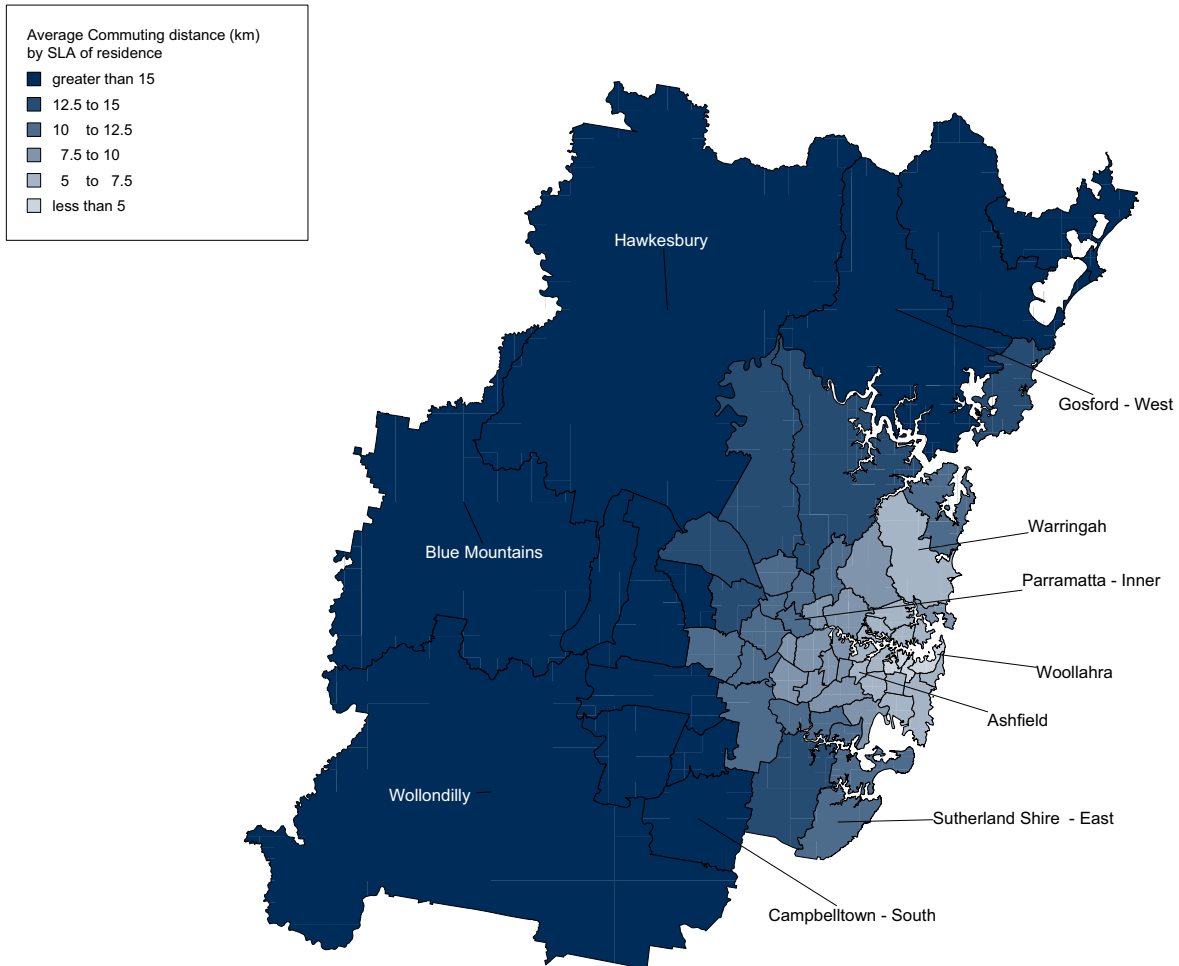 Average Commuting distance (km)
by SLA of residence
greater than 15
12.5 to 15
10 to 12.5
7.5 to 10
5 to 7.5
less than 5
Hawkesbury
Gosford - West
Warringah
Blue Mountains
Parramatta - Inner
Woollahra
Ashfield
Wollondilly
Sutherland Shire - East
Campbelltown - South